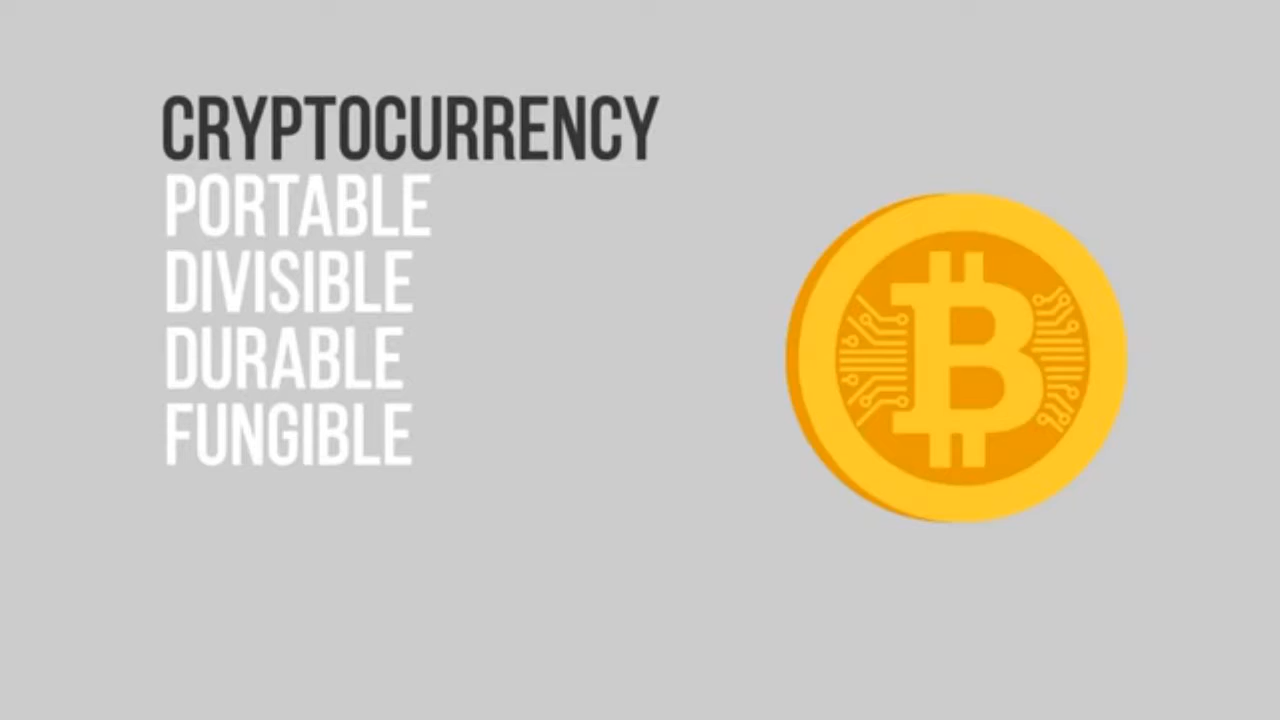 CRYPTOCURRENCY
PORTABLE
DIVISIBLE
DURABLE
FUNGIBLE